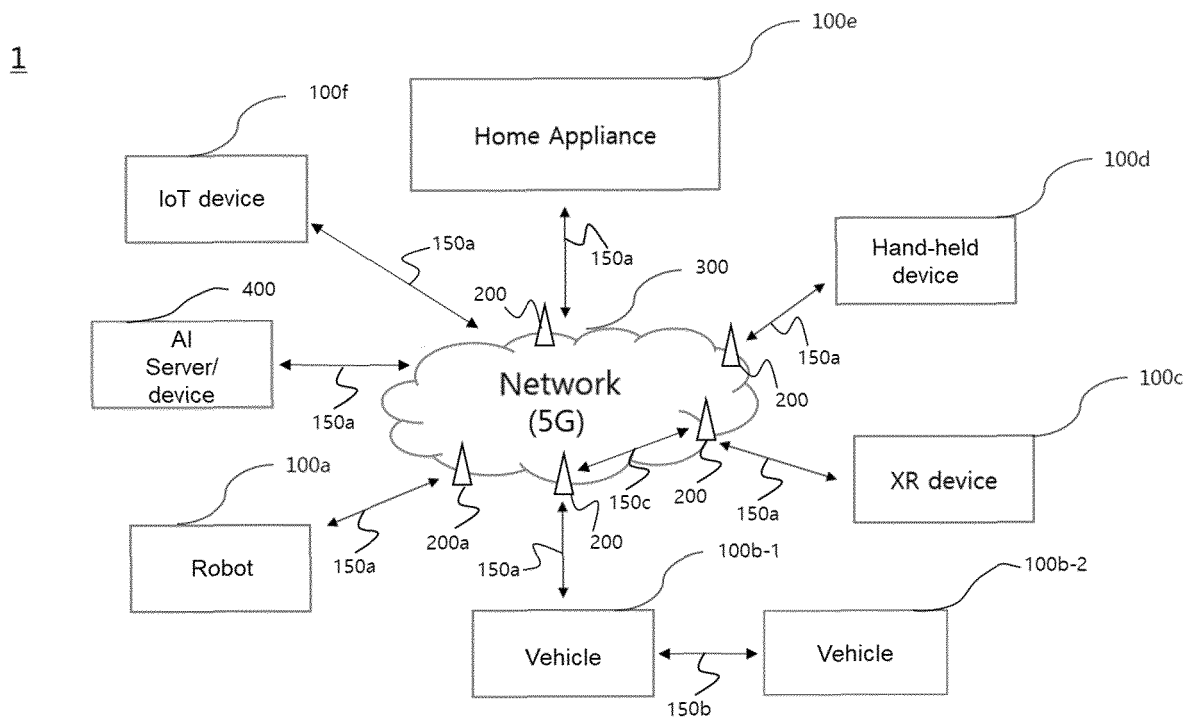 1
100e
100f
Home Appliance
100d
IoT device
Hand-held
device
150a
150a
300
400
200
150a
AI
Server/
device
Network
(5G)
200
100c
150a
100a
XR device
150c
200
150a
200a
200
Robot
150a
150a
100b-1
100b-2
Vehicle
Vehicle
150b